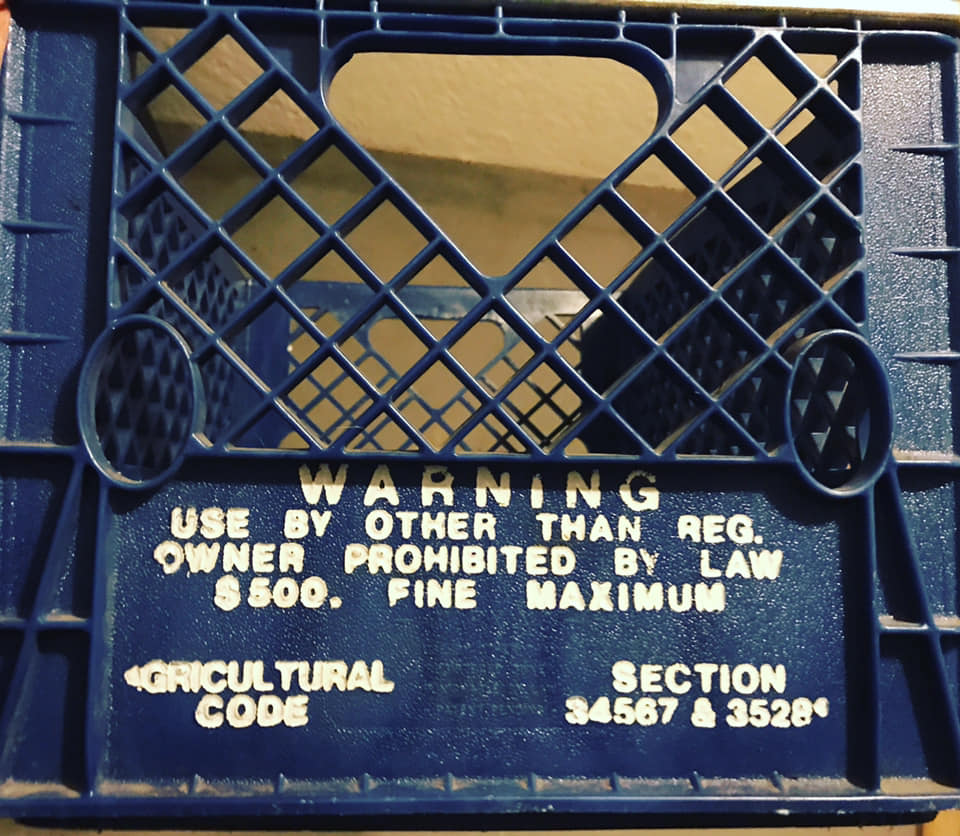 WARNING
USE BY OTHER THAN REG.
OWNER PROHIBITED BY LAW
$500. FINE MAXIMUM
AGRICULTURAL
CODE
SECTION
34567 &